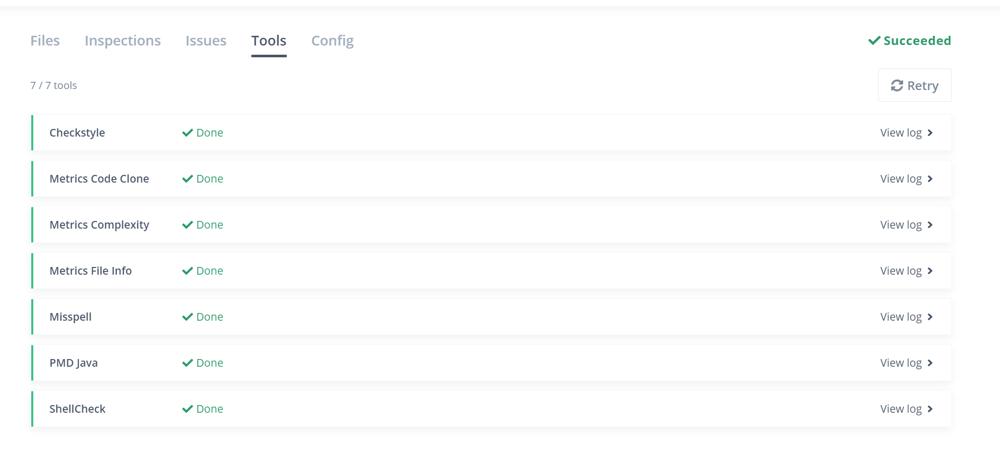 Files Inspections Issues Tools Config Succeeded
7 / 7 tools Retry
Checkstyle Done View log
Metrics Code Clone Done View log
Metrics Complexity Done View log
Metrics File Info Done View log
Misspell Done View log
PMD Java Done View log
ShellCheck Done View log